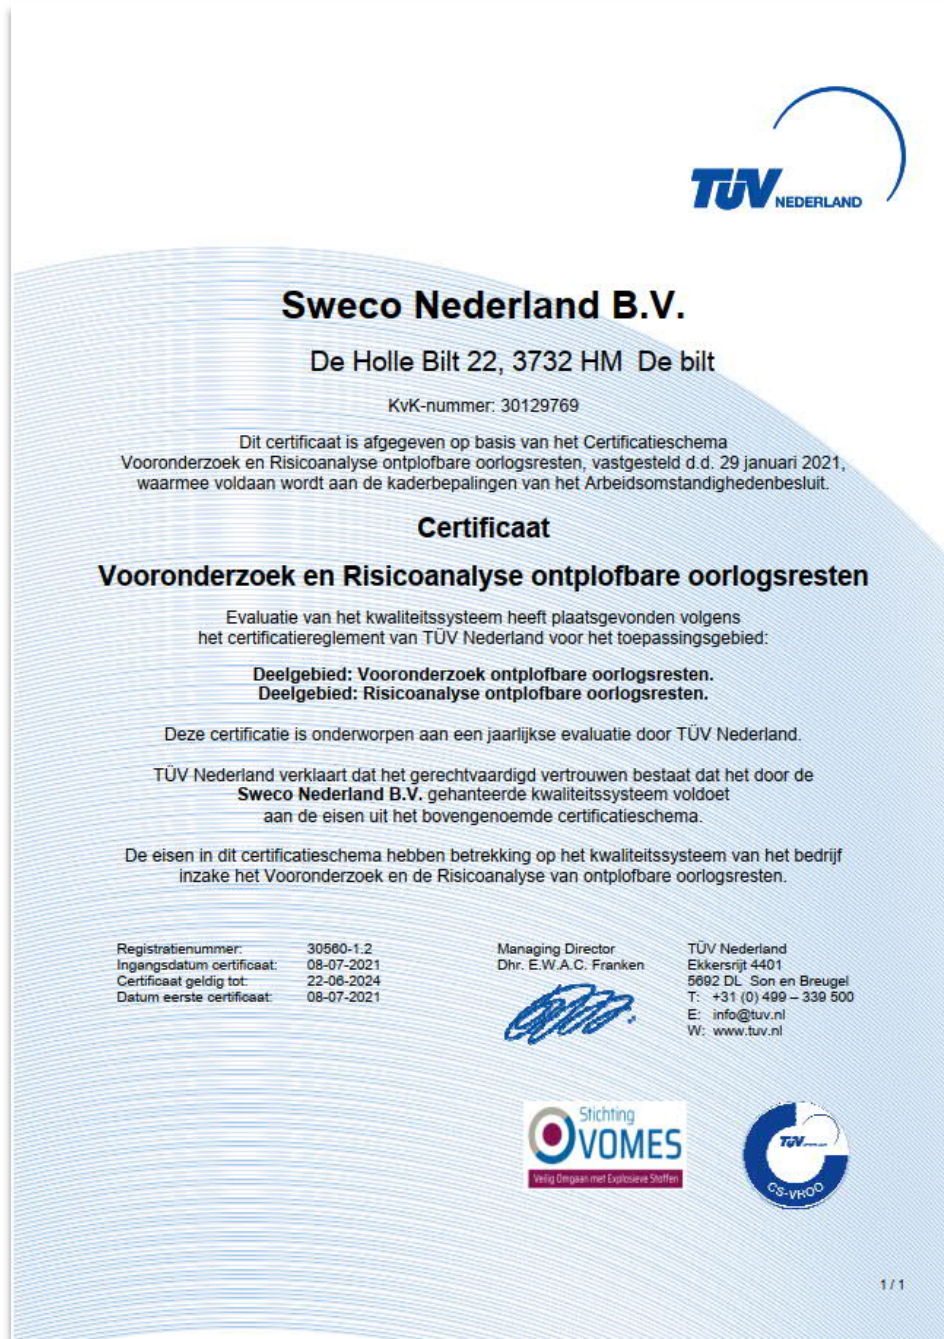 TÜV NEDERLAND
Sweco Nederland B.V.
De Holle Bilt 22, 3732 HM  De bilt
KvK-nummer: 30129769
Dit certificaat is afgegeven op basis van het Certificatieschema
Vooronderzoek en Risicoanalyse ontplofbare oorlogsresten, vastgesteld d.d. 29 januari 2021,
waarmee voldaan wordt aan de kaderbepalingen van het Arbeidsomstandighedenbesluit.
Certificaat
Vooronderzoek en Risicoanalyse ontplofbare oorlogsresten
Evaluatie van het kwaliteitssysteem heeft plaatsgevonden volgens
het certificatiereglement van TÜV Nederland voor het toepassingsgebied:
Deelgebied: Vooronderzoek ontplofbare oorlogsresten.
Deelgebied: Risicoanalyse ontplofbare oorlogsresten.
Deze certificatie is onderworpen aan een jaarlijkse evaluatie door TÜV Nederland.
TÜV Nederland verklaart dat het gerechtvaardigd vertrouwen bestaat dat het door de
Sweco Nederland B.V. gehanteerde kwaliteitssysteem voldoet
aan de eisen uit het bovengenoemde certificatieschema.
De eisen in dit certificatieschema hebben betrekking op het kwaliteitssysteem van het bedrijf
inzake het Vooronderzoek en de Risicoanalyse van ontplofbare oorlogsresten.
Registratienummer: 30560-1.2
Ingangsdatum certificaat: 08-07-2021
Certificaat geldig tot: 22-06-2024
Datum eerste certificaat: 08-07-2021
Managing Director
Dhr. E.W.A.C. Franken
TÜV Nederland
Ekkersrijt 4401
5692 DL  Son en Breugel
T: +31 (0) 499 – 339 500
E: info@tuv.nl
W: www.tuv.nl
Stichting
VOMES
Veilig Omgaan met Explosieve Stoffen
TÜV
CS-VROO
1 / 1